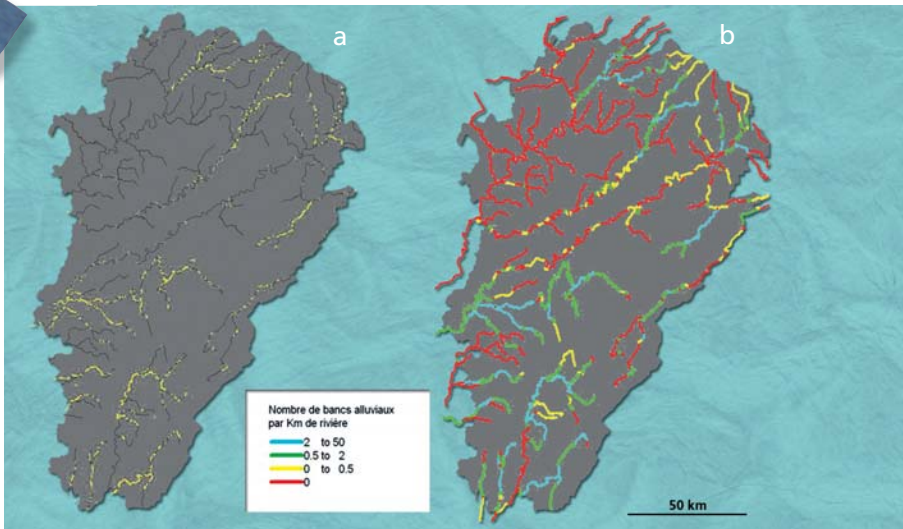 a
b
Nombre de bancs alluviaux
par Km de rivière
2 to 50
0.5 to 2
0 to 0.5
0
50 km